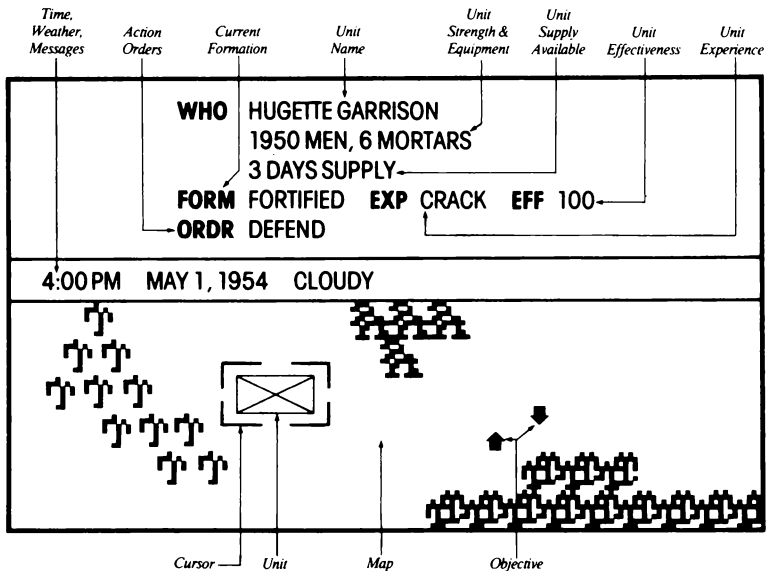 Time,
Weather,
Messages
Action
Orders
Current
Formation
Unit
Name
Unit
Strength &
Equipment
Unit
Supply
Available
Unit
Effectiveness
Unit
Experience
WHO HUGETTE GARRISON
1950 MEN, 6 MORTARS
3 DAYS SUPPLY
FORM FORTIFIED EXP CRACK EFF 100
ORDR DEFEND
4:00 PM MAY 1, 1954 CLOUDY
Cursor Unit Map Objective